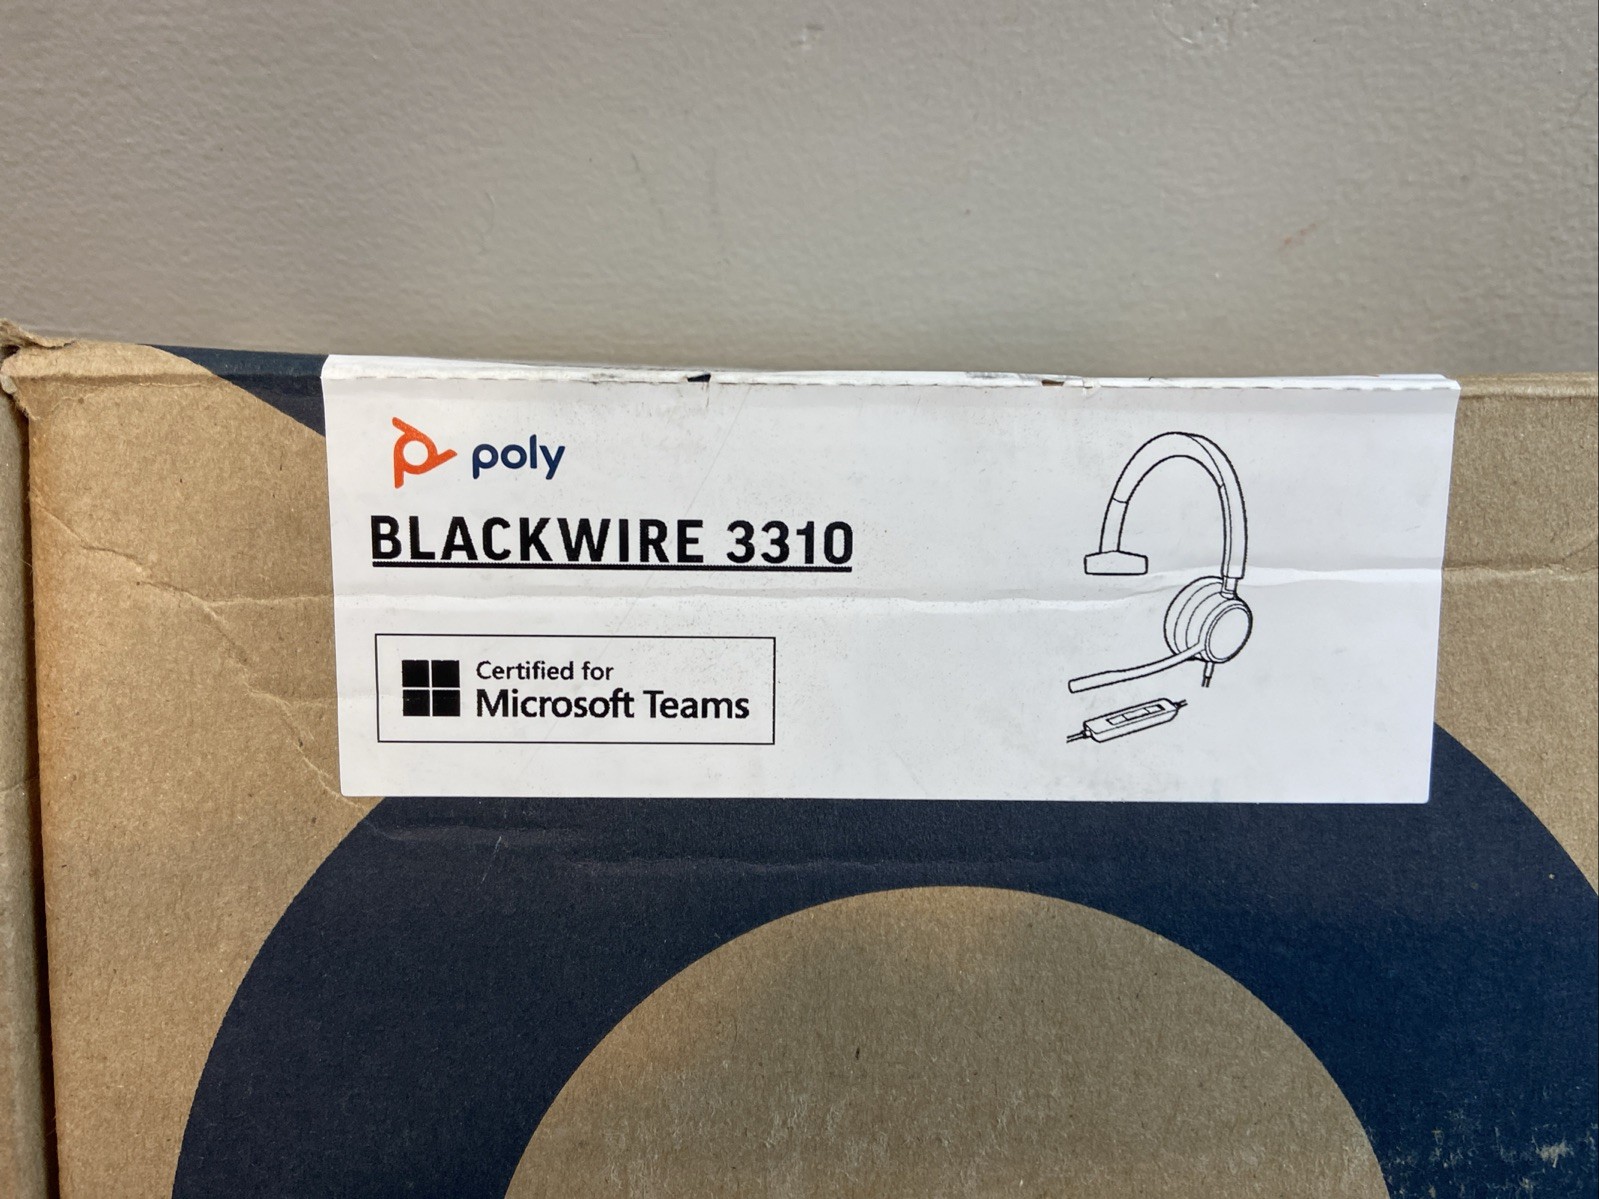 poly
BLACKWIRE 3310
Certified for
Microsoft Teams